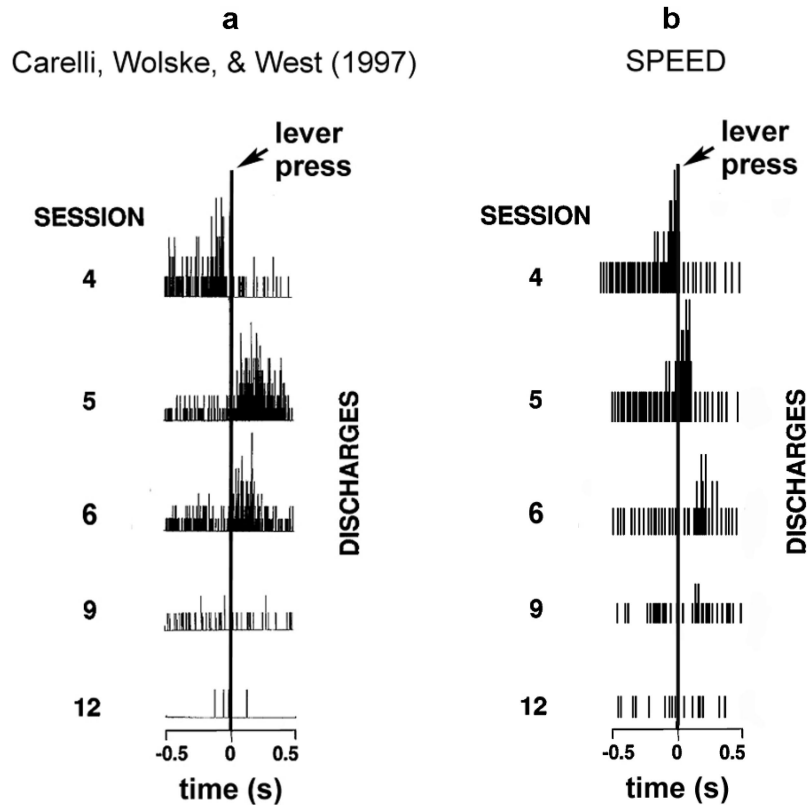 a
Carelli, Wolske, & West (1997)
lever
press
SESSION
4
5
6
9
12
DISCHARGES
-0.5 0 0.5
time (s)
b
SPEED
lever
press
SESSION
4
5
6
9
12
DISCHARGES
-0.5 0 0.5
time (s)